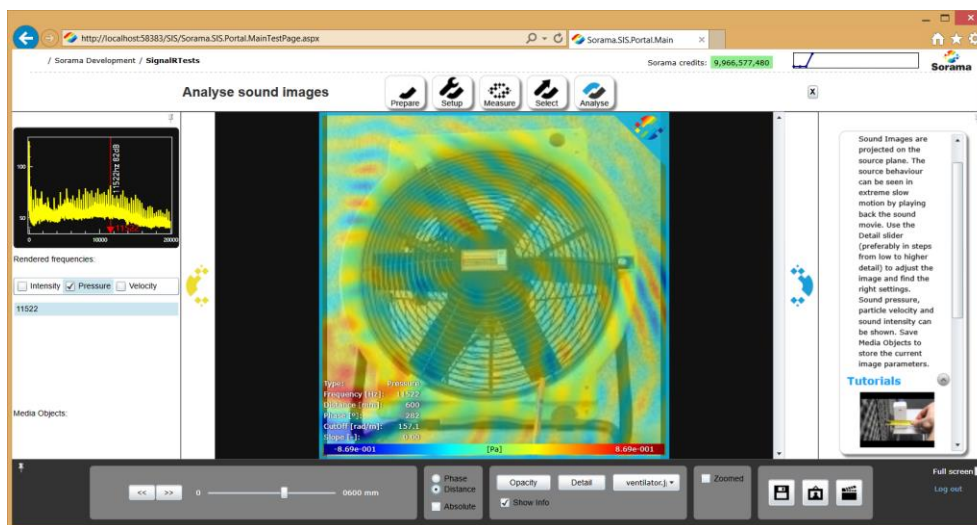 http://localhost:58383/SIS/Sorama.SIS.Portal.MainTestPage.aspx
Sorama.SIS.Portal.Main
/ Sorama Development / SignalRTests
Sorama credits: 9,966,577,480
Sorama
Analyse sound images
Prepare
Setup
Measure
Select
Analyse
X
100
50
11522hz 82dB
11522
0
10000
20000
Rendered frequencies:
Intensity
Pressure
Velocity
11522
Media Objects:
Type: Pressure
Frequency [Hz]: 11522
Distance [mm]: 600
Phase [°]: 282
CutOff [rad/m]: 157.1
Slope [-]:
-8.69e-001 [Pa] 8.69e-001
Sound Images are
projected on the
source plane. The
source behaviour
can be seen in
extreme slow
motion by playing
back the sound
movie. Use the
Detail slider
(preferably in steps
from low to higher
detail) to adjust the
image and find the
right settings.
Sound pressure,
particle velocity and
sound intensity can
be shown. Save
Media Objects to
store the current
image parameters.
Tutorials
<< >>
0
0600 mm
Phase
Distance
Absolute
Opacity
Detail
ventilator.j
Show info
Zoomed
Full screen
Log out